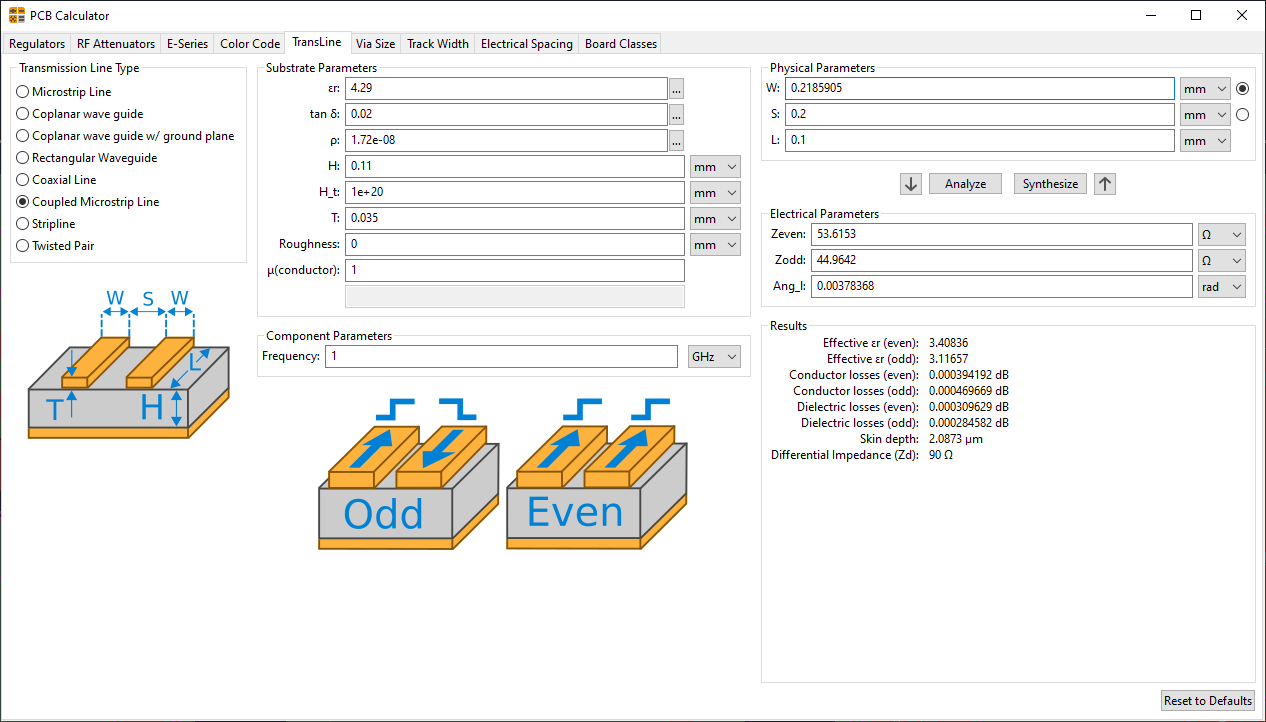 PCB Calculator
Regulators RF Attenuators E-Series Color Code TransLine Via Size Track Width Electrical Spacing Board Classes
Transmission Line Type
Microstrip Line
Coplanar wave guide
Coplanar wave guide w/ ground plane
Rectangular Waveguide
Coaxial Line
Coupled Microstrip Line
Stripline
Twisted Pair
W S W
L
T H
Substrate Parameters
εr: 4.29 ...
tan δ: 0.02 ...
ρ: 1.72e-08 ...
H: 0.11 mm
H_t: 1e+20 mm
T: 0.035 mm
Roughness: 0 mm
μ(conductor): 1
Component Parameters
Frequency: 1 GHz
Odd Even
Physical Parameters
W: 0.2185905 mm
S: 0.2 mm
L: 0.1 mm
Analyze Synthesize
Electrical Parameters
Zeven: 53.6153 Ω
Zodd: 44.9642 Ω
Ang_l: 0.00378368 rad
Results
Effective εr (even): 3.40836
Effective εr (odd): 3.11657
Conductor losses (even): 0.000394192 dB
Conductor losses (odd): 0.000469669 dB
Dielectric losses (even): 0.000309629 dB
Dielectric losses (odd): 0.000284582 dB
Skin depth: 2.0873 µm
Differential Impedance (Zd): 90 Ω
Reset to Defaults